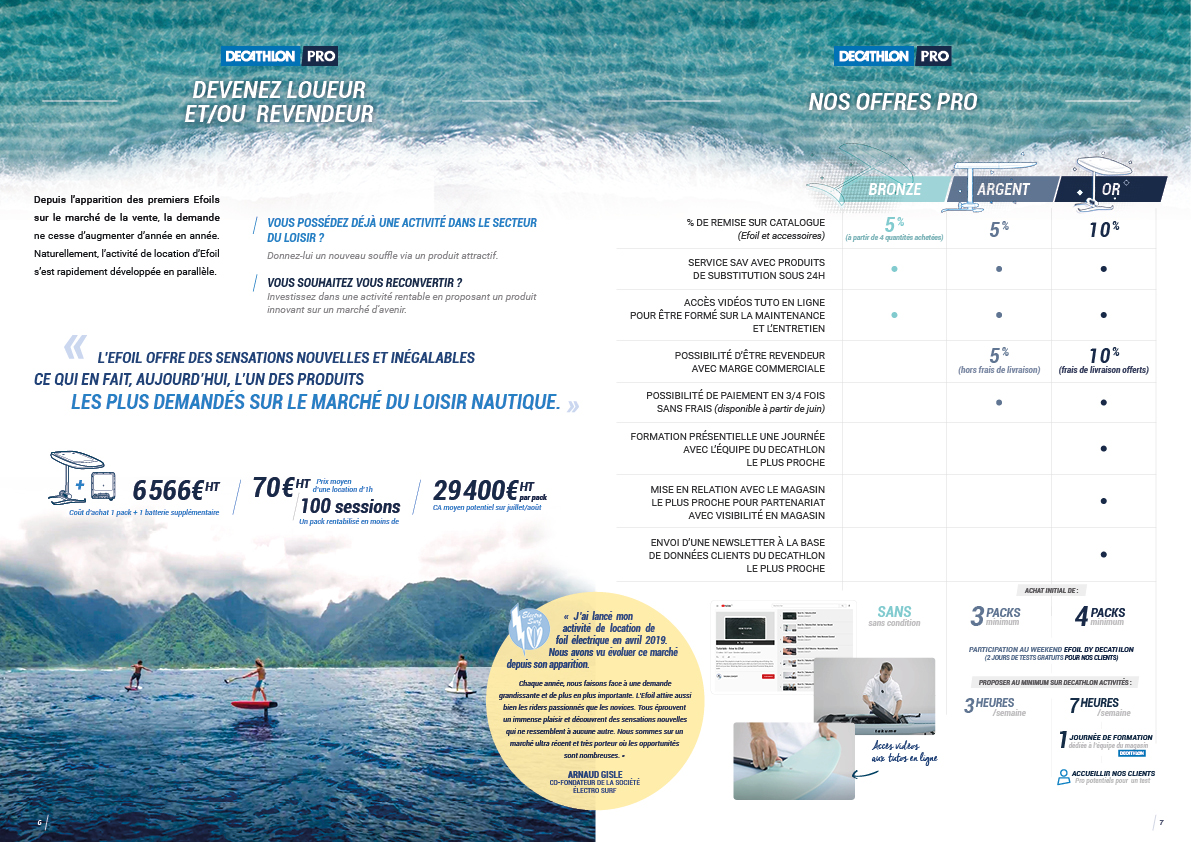 DECATHLON PRO
DEVENEZ LOUEUR
ET/OU REVENDEUR
Depuis l'apparition des premiers Efoils
sur le marché de la vente, la demande
ne cesse d'augmenter d'année en année.
Naturellement, l'activité de location d'Efoil
s'est rapidement développée en parallèle.
VOUS POSSÉDEZ DÉJÀ UNE ACTIVITÉ DANS LE SECTEUR
DU LOISIR ?
Donnez-lui un nouveau souffle via un produit attractif.
VOUS SOUHAITEZ VOUS RECONVERTIR ?
Investissez dans une activité rentable en proposant un produit
innovant sur un marché d'avenir.
« L'EFOIL OFFRE DES SENSATIONS NOUVELLES ET INÉGALABLES
CE QUI EN FAIT, AUJOURD'HUI, L'UN DES PRODUITS
LES PLUS DEMANDÉS SUR LE MARCHÉ DU LOISIR NAUTIQUE. »
+
6566€HT
Coût d'achat 1 pack + 1 batterie supplémentaire
70€HT
Prix moyen
d'une location d'1h
100 sessions
Un pack rentabilisé en moins de
29400€HT
par pack
CA moyen potentiel sur juillet/août
Electro
Surf
« J'ai lancé mon
activité de location de
foil électrique en avril 2019.
Nous avons vu évoluer ce marché
depuis son apparition.
Chaque année, nous faisons face à une demande
grandissante et de plus en plus importante. L'Efoil attire aussi
bien les riders passionnés que les novices. Tous éprouvent
un immense plaisir et découvrent des sensations nouvelles
qui ne ressemblent à aucune autre. Nous sommes sur un
marché ultra récent et très porteur où les opportunités
sont nombreuses. »
ARNAUD GISLE
CO-FONDATEUR DE LA SOCIÉTÉ
ÉLECTRO SURF
6
DECATHLON PRO
NOS OFFRES PRO
BRONZE ARGENT OR
% DE REMISE SUR CATALOGUE
(Efoil et accessoires)
5%
(à partir de 4 quantités achetées)
5%
10%
SERVICE SAV AVEC PRODUITS
DE SUBSTITUTION SOUS 24H
ACCÈS VIDÉOS TUTO EN LIGNE
POUR ÊTRE FORMÉ SUR LA MAINTENANCE
ET L'ENTRETIEN
POSSIBILITÉ D'ÊTRE REVENDEUR
AVEC MARGE COMMERCIALE
5%
(hors frais de livraison)
10%
(frais de livraison offerts)
POSSIBILITÉ DE PAIEMENT EN 3/4 FOIS
SANS FRAIS (disponible à partir de juin)
FORMATION PRÉSENTIELLE UNE JOURNÉE
AVEC L'ÉQUIPE DU DECATHLON
LE PLUS PROCHE
MISE EN RELATION AVEC LE MAGASIN
LE PLUS PROCHE POUR PARTENARIAT
AVEC VISIBILITÉ EN MAGASIN
ENVOI D'UNE NEWSLETTER À LA BASE
DE DONNÉES CLIENTS DU DECATHLON
LE PLUS PROCHE
ACHAT INITIAL DE :
SANS
sans condition
3 PACKS
minimum
4 PACKS
minimum
PARTICIPATION AU WEEKEND EFOIL BY DECATHLON
(2 JOURS DE TESTS GRATUITS POUR NOS CLIENTS)
PROPOSER AU MINIMUM SUR DECATHLON ACTIVITÉS :
3 HEURES
/semaine
7 HEURES
/semaine
1 JOURNÉE DE FORMATION
dédiée à l'équipe du magasin
DECATHLON
ACCUEILLIR NOS CLIENTS
Pro potentiels pour un test
Accès vidéos
aux tutos en ligne
7